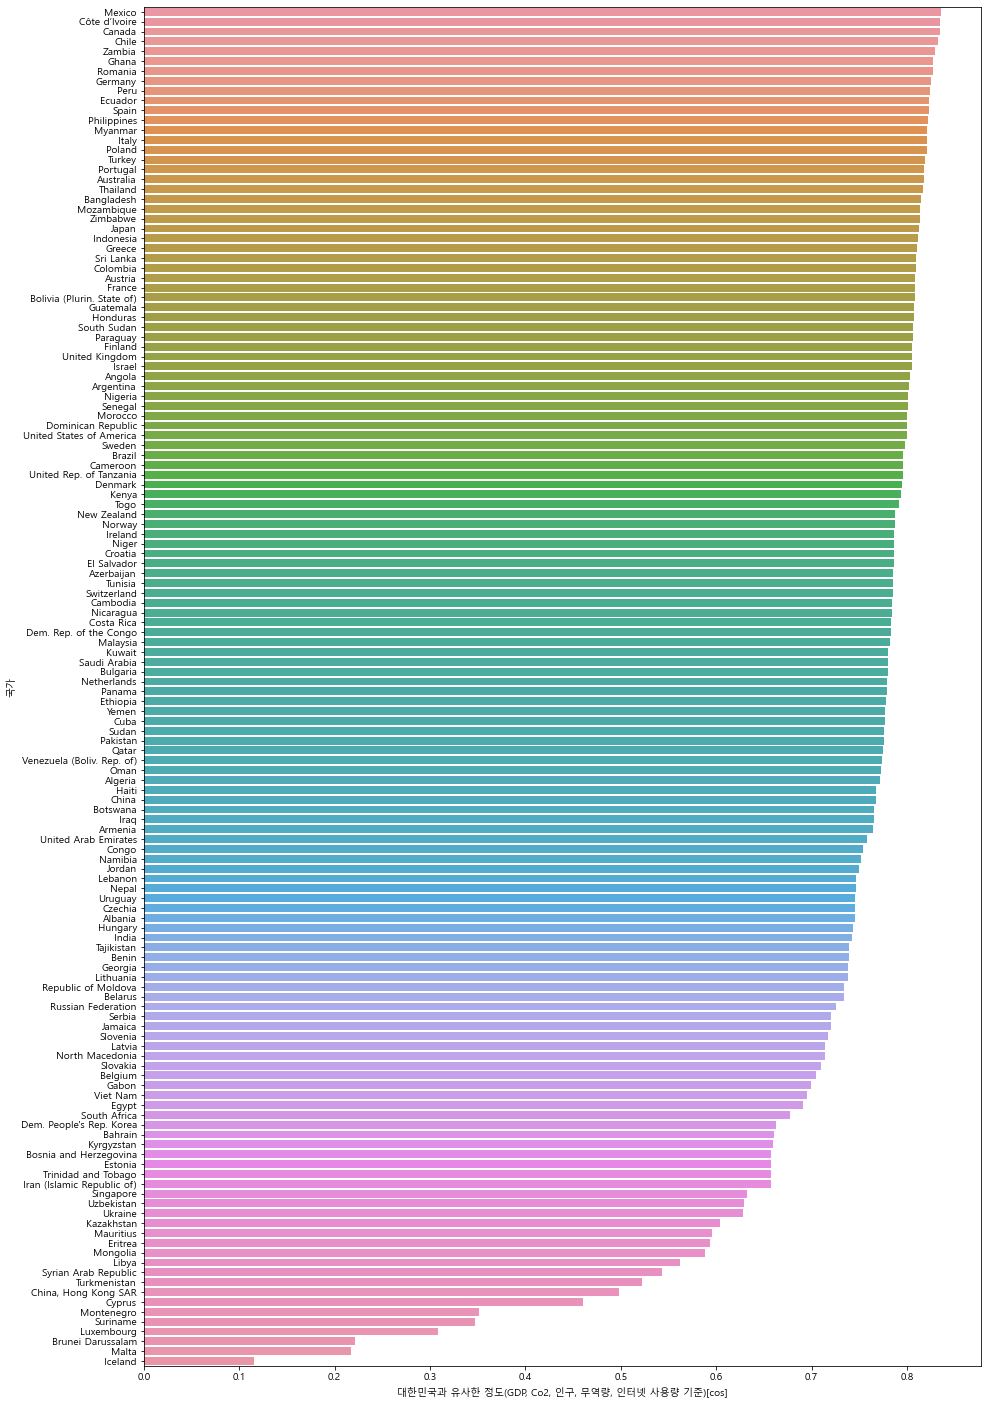 Mexico
Côte d'Ivoire
Canada
Chile
Zambia
Ghana
Romania
Germany
Peru
Ecuador
Spain
Philippines
Myanmar
Italy
Poland
Turkey
Portugal
Australia
Thailand
Bangladesh
Mozambique
Zimbabwe
Japan
Indonesia
Greece
Sri Lanka
Colombia
Austria
France
Bolivia (Plurin. State of)
Guatemala
Honduras
South Sudan
Paraguay
Finland
United Kingdom
Israel
Angola
Argentina
Nigeria
Senegal
Morocco
Dominican Republic
United States of America
Sweden
Brazil
Cameroon
United Rep. of Tanzania
Denmark
Kenya
Togo
New Zealand
Norway
Ireland
Niger
Croatia
El Salvador
Azerbaijan
Tunisia
Switzerland
Cambodia
Nicaragua
Costa Rica
Dem. Rep. of the Congo
Malaysia
Kuwait
Saudi Arabia
Bulgaria
Netherlands
Panama
Ethiopia
Yemen
Cuba
Sudan
Pakistan
Qatar
Venezuela (Boliv. Rep. of)
Oman
Algeria
Haiti
China
Botswana
Iraq
Armenia
United Arab Emirates
Congo
Namibia
Jordan
Lebanon
Nepal
Uruguay
Czechia
Albania
Hungary
India
Tajikistan
Benin
Georgia
Lithuania
Republic of Moldova
Belarus
Russian Federation
Serbia
Jamaica
Slovenia
Latvia
North Macedonia
Slovakia
Belgium
Gabon
Viet Nam
Egypt
South Africa
Dem. People's Rep. Korea
Bahrain
Kyrgyzstan
Bosnia and Herzegovina
Estonia
Trinidad and Tobago
Iran (Islamic Republic of)
Singapore
Uzbekistan
Ukraine
Kazakhstan
Mauritius
Eritrea
Mongolia
Libya
Syrian Arab Republic
Turkmenistan
China, Hong Kong SAR
Cyprus
Montenegro
Suriname
Luxembourg
Brunei Darussalam
Malta
Iceland
국가
0.0 0.1 0.2 0.3 0.4 0.5 0.6 0.7 0.8
대한민국과 유사한 정도(GDP, Co2, 인구, 무역량, 인터넷 사용량 기준)[cos]